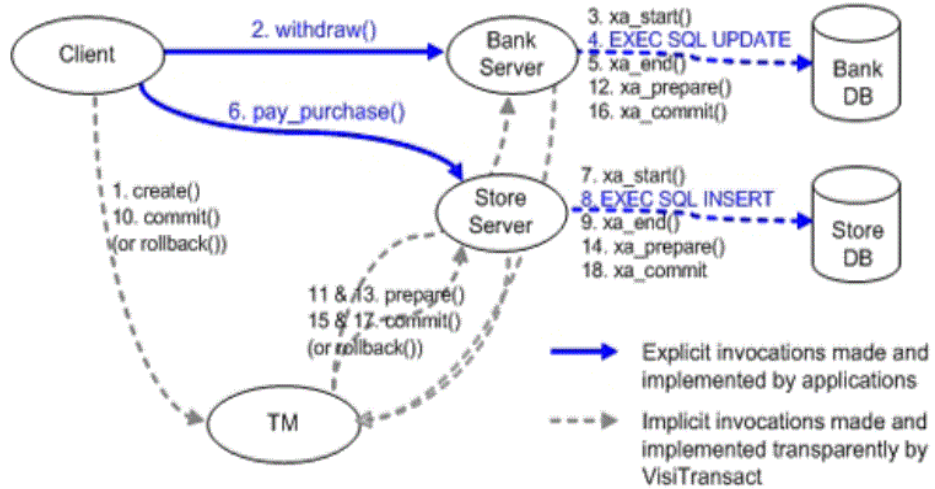 Client
2. withdraw()
Bank
Server
3. xa_start()
4. EXEC SQL UPDATE
5. xa_end()
12. xa_prepare()
16. xa_commit()
Bank
DB
6. pay_purchase()
1. create()
10. commit()
(or rollback())
Store
Server
7. xa_start()
8. EXEC SQL INSERT
9. xa_end()
14. xa_prepare()
18. xa_commit
Store
DB
11 & 13. prepare()
15 & 17. commit()
(or rollback())
TM
Explicit invocations made and
implemented by applications
Implicit invocations made and
implemented transparently by
VisiTransact